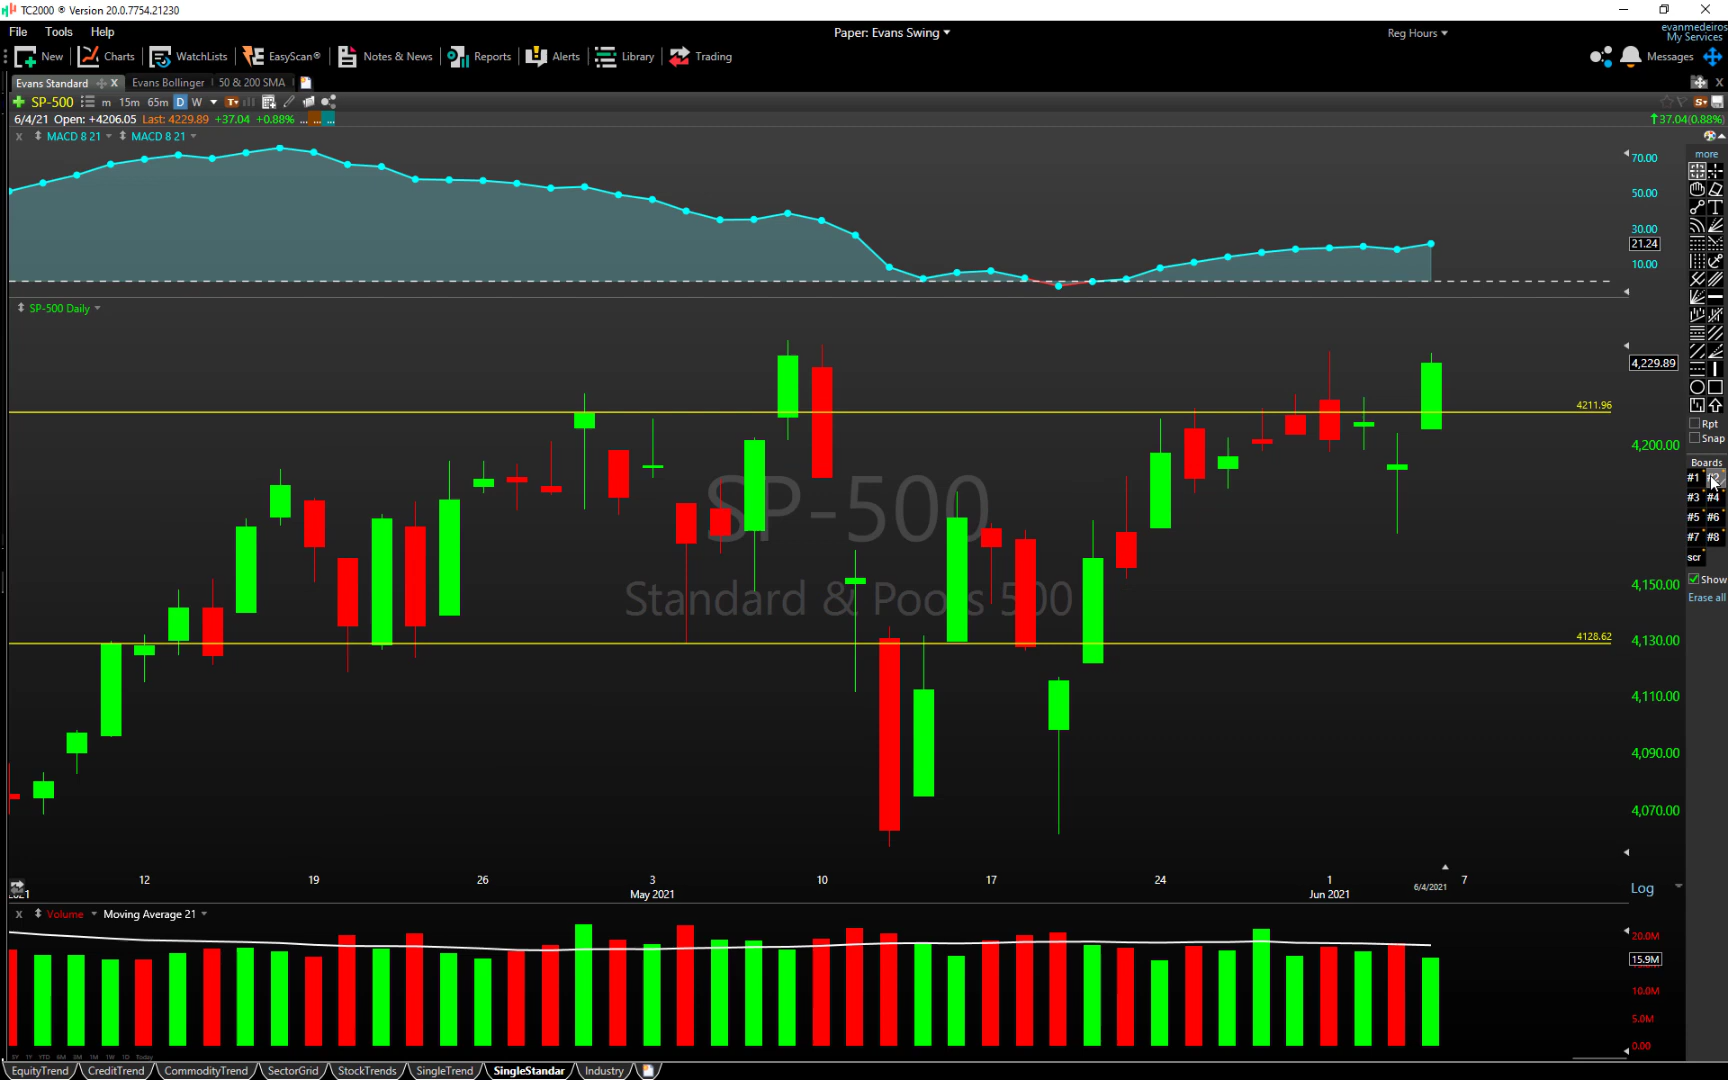 TC2000 ® Version 20.0.7754.21230
evanmedeiros
My Services
File Tools Help
Paper: Evans Swing
Reg Hours
New Charts WatchLists EasyScan® Notes & News Reports Alerts Library Trading
Messages
Evans Standard X Evans Bollinger 50 & 200 SMA
SP-500 m 15m 65m D W
6/4/21 Open: +4206.05 Last: 4229.89 +37.04 +0.88% ... ... ...
37.04(0.88%)
X MACD 8 21 MACD 8 21
more
70.00
50.00
30.00
21.24
10.00
SP-500 Daily
4,229.89
4211.96
4,200.00
Rpt
Snap
Boards
#1
#3 #4
#5 #6
#7 #8
scr
Show
Erase all
SP-500
4,150.00
4128.62
4,130.00
4,110.00
4,090.00
4,070.00
12 19 26 3 10 17 24 1 7
May 2021 Jun 2021 6/4/2021
Log
X Volume Moving Average 21
20.0M
15.9M
10.0M
5.0M
0.00
EquityTrend CreditTrend CommodityTrend SectorGrid StockTrends SingleTrend SingleStandar Industry